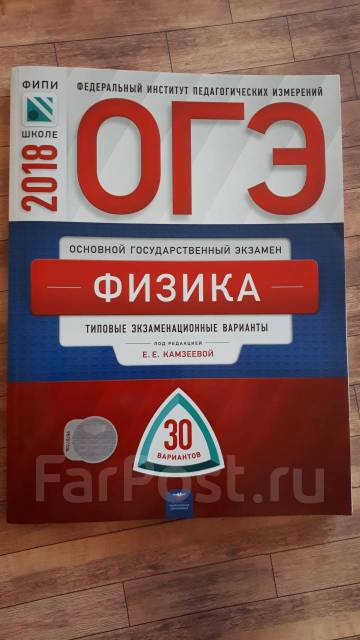 ФИПИ
ШКОЛЕ
2018
ФЕДЕРАЛЬНЫЙ ИНСТИТУТ ПЕДАГОГИЧЕСКИХ ИЗМЕРЕНИЙ
ОГЭ
ОСНОВНОЙ ГОСУДАРСТВЕННЫЙ ЭКЗАМЕН
ФИЗИКА
ТИПОВЫЕ ЭКЗАМЕНАЦИОННЫЕ ВАРИАНТЫ
ПОД РЕДАКЦИЕЙ
Е. Е. КАМЗЕЕВОЙ
30
ВАРИАНТОВ
FarPost.ru